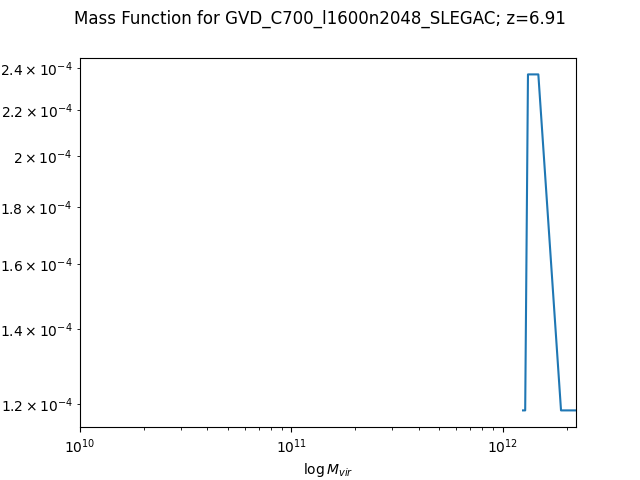 Mass Function for GVD_C700_l1600n2048_SLEGAC; z=6.91
2.4 × 10⁻⁴
2.2 × 10⁻⁴
2 × 10⁻⁴
1.8 × 10⁻⁴
1.6 × 10⁻⁴
1.4 × 10⁻⁴
1.2 × 10⁻⁴
10¹⁰ 10¹¹ 10¹²
log M_vir